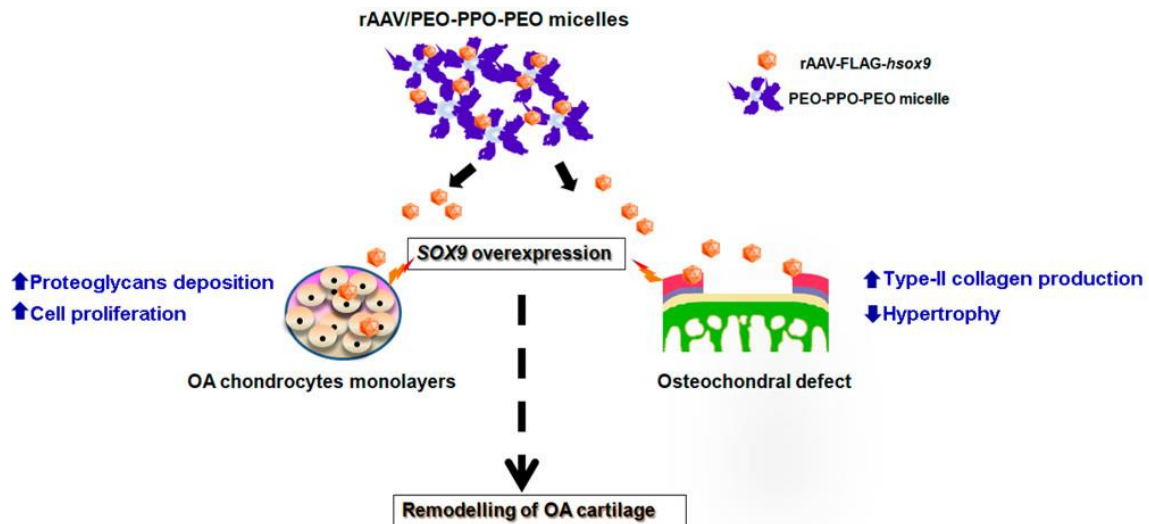 rAAV/PEO-PPO-PEO micelles
rAAV-FLAG-hsox9
PEO-PPO-PEO micelle
SOX9 overexpression
Proteoglycans deposition
Cell proliferation
Type-II collagen production
Hypertrophy
OA chondrocytes monolayers
Osteochondral defect
Remodelling of OA cartilage